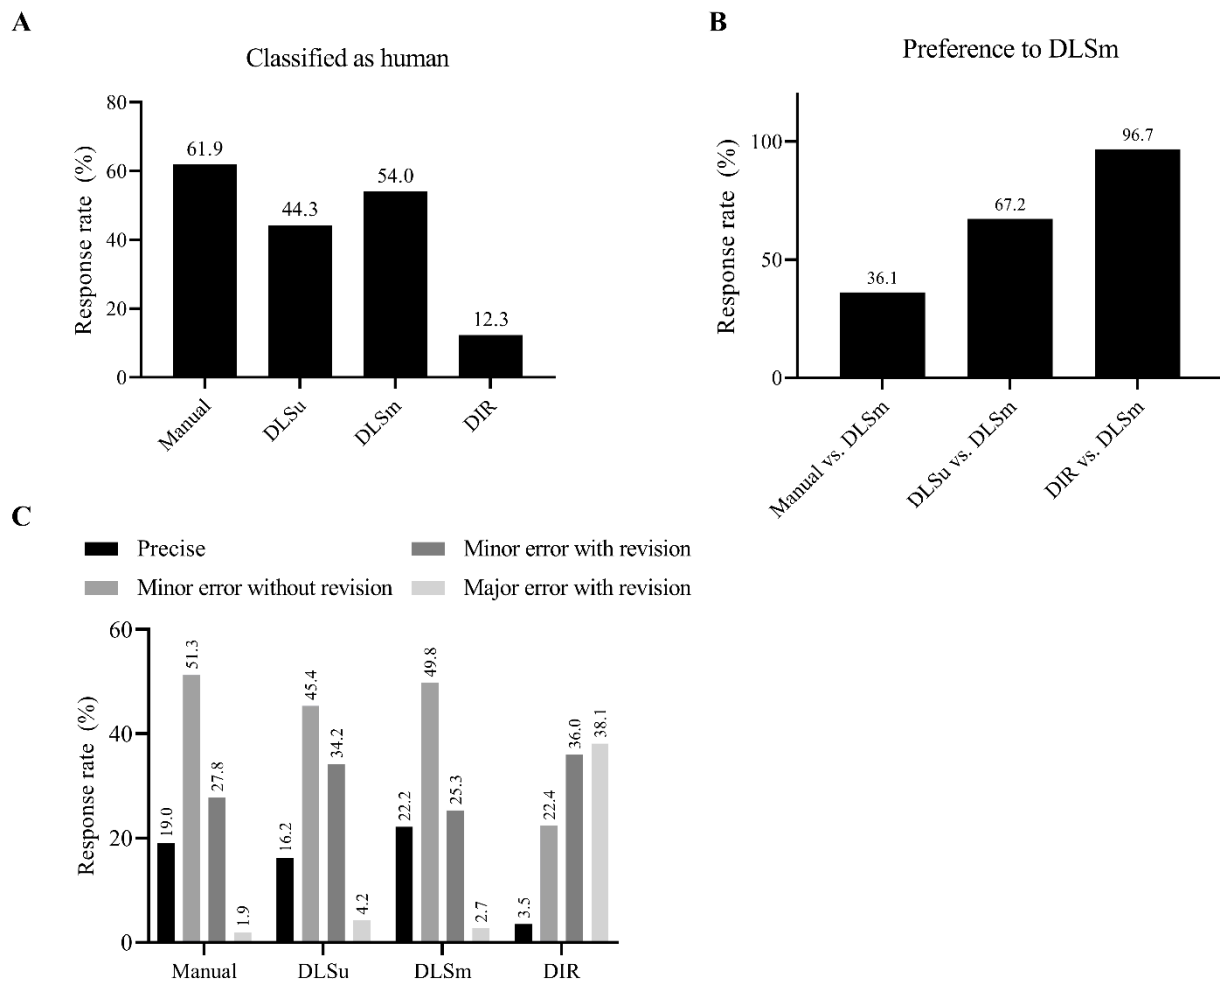 A
Classified as human
Response rate (%)
80
60
40
20
0
61.9
44.3
54.0
12.3
Manual
DLSu
DLSm
DIR
B
Preference to DLSm
Response rate (%)
100
50
0
36.1
67.2
96.7
Manual vs. DLSm
DLSu vs. DLSm
DIR vs. DLSm
C
Precise
Minor error with revision
Minor error without revision
Major error with revision
Response rate (%)
60
40
20
0
19.0
51.3
27.8
1.9
16.2
45.4
34.2
4.2
22.2
49.8
25.3
2.7
3.5
22.4
36.0
38.1
Manual
DLSu
DLSm
DIR